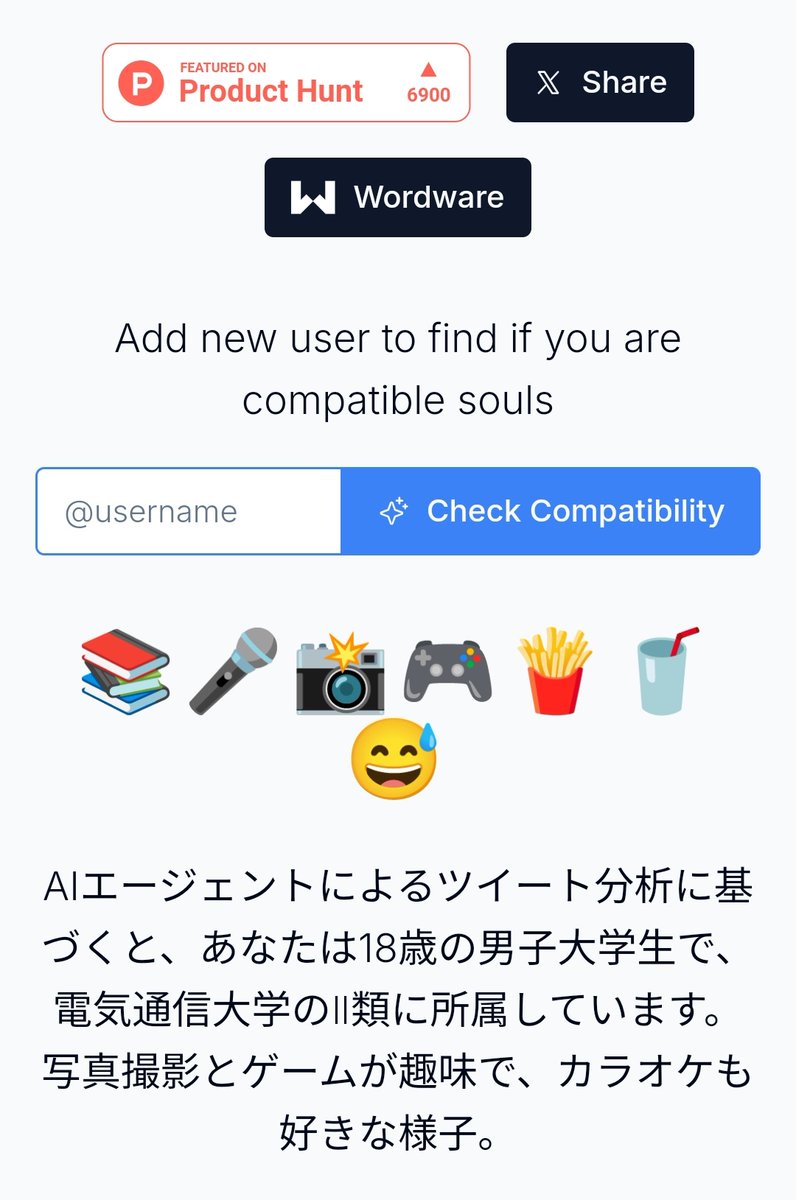 FEATURED ON
Product Hunt
6900
Share
Wordware
Add new user to find if you are
compatible souls
@username
Check Compatibility
AIエージェントによるツイート分析に基
づくと、あなたは18歳の男子大学生で、
電気通信大学のII類に所属しています。
写真撮影とゲームが趣味で、カラオケも
好きな様子。